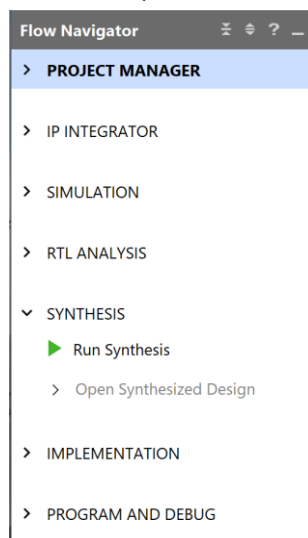 Flow Navigator ? _
PROJECT MANAGER
IP INTEGRATOR
SIMULATION
RTL ANALYSIS
SYNTHESIS
Run Synthesis
Open Synthesized Design
IMPLEMENTATION
PROGRAM AND DEBUG